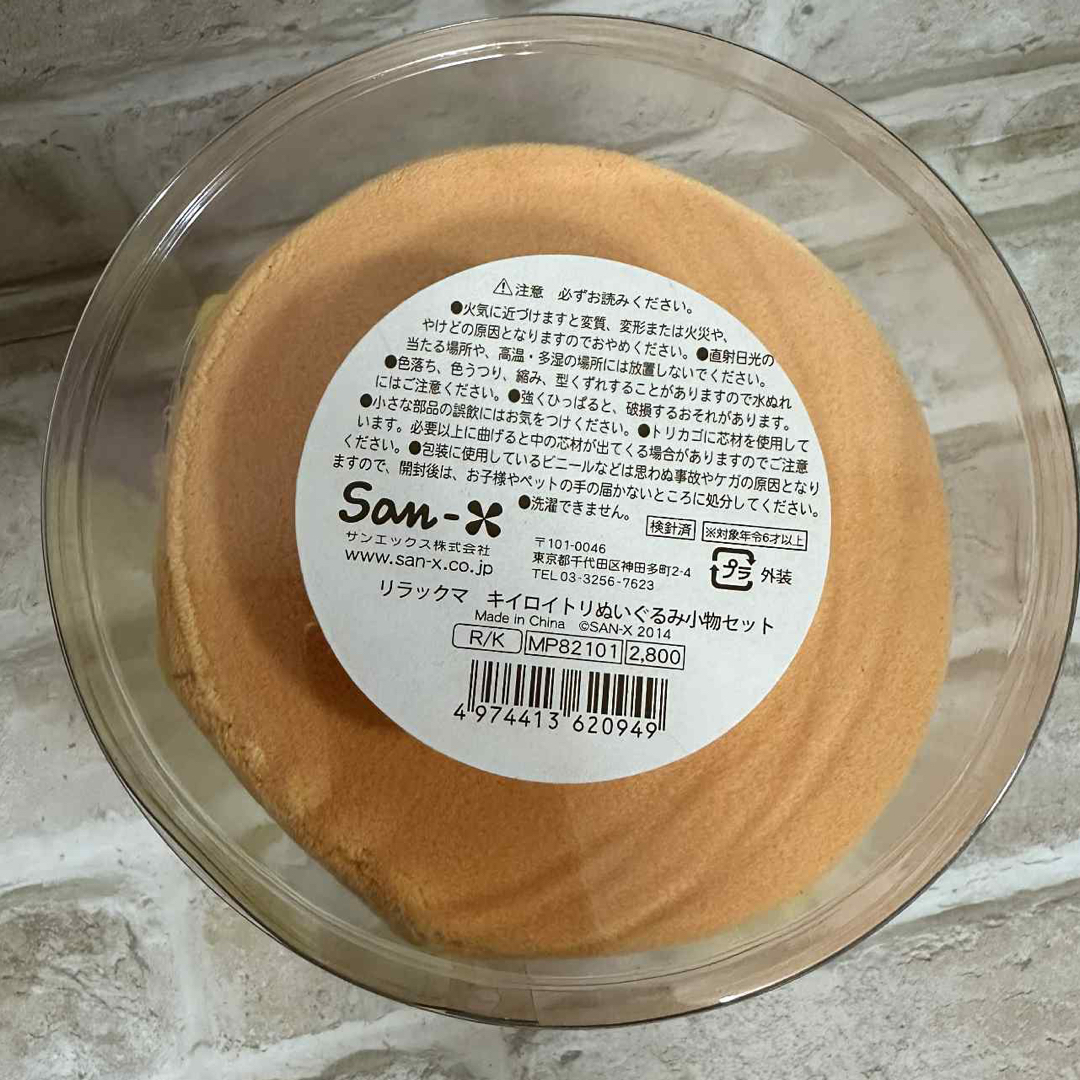 ⚠注意 必ずお読みください。
●火気に近づけますと変質、変形または火災や、
やけどの原因となりますのでおやめください。●直射日光の
当たる場所や、高温・多湿の場所には放置しないでください。
●色落ち、色うつり、縮み、型くずれすることがありますので水ぬれ
にはご注意ください。●強くひっぱると、破損するおそれがあります。
●小さな部品の誤飲にはお気をつけください。●トリカゴに芯材を使用して
います。必要以上に曲げると中の芯材が出てくる場合がありますのでご注意
ください。●包装に使用しているビニールなどは思わぬ事故やケガの原因となり
ますので、開封後は、お子様やペットの手の届かないところに処分してください。
●洗濯できません。
検針済 ※対象年令6才以上
San-X
サンエックス株式会社
www.san-x.co.jp
〒101-0046
東京都千代田区神田多町2-4
TEL 03-3256-7623
プラ 外装
リラックマ キイロイトリぬいぐるみ小物セット
Made in China ©SAN-X 2014
R/K MP82101 2,800
4 974413 620949